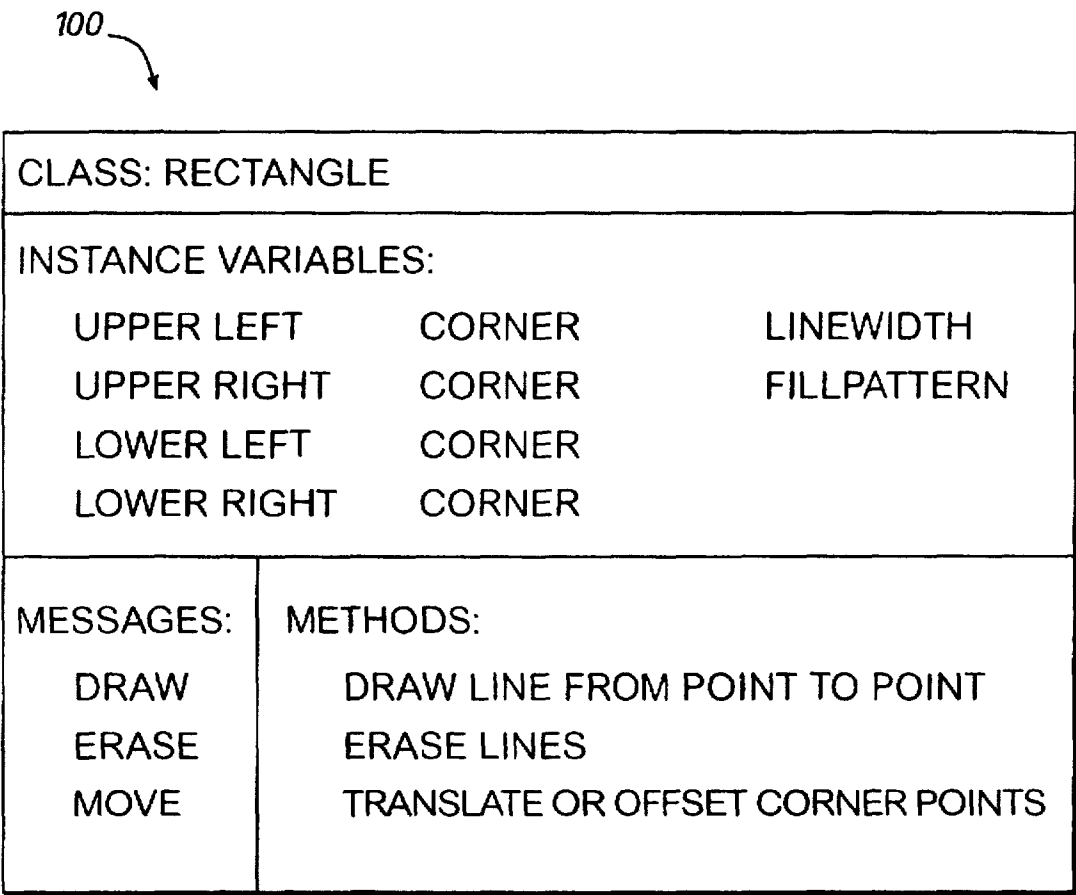 100
CLASS: RECTANGLE
INSTANCE VARIABLES:
UPPER LEFT CORNER LINEWIDTH
UPPER RIGHT CORNER FILLPATTERN
LOWER LEFT CORNER
LOWER RIGHT CORNER
MESSAGES: METHODS:
DRAW DRAW LINE FROM POINT TO POINT
ERASE ERASE LINES
MOVE TRANSLATE OR OFFSET CORNER POINTS